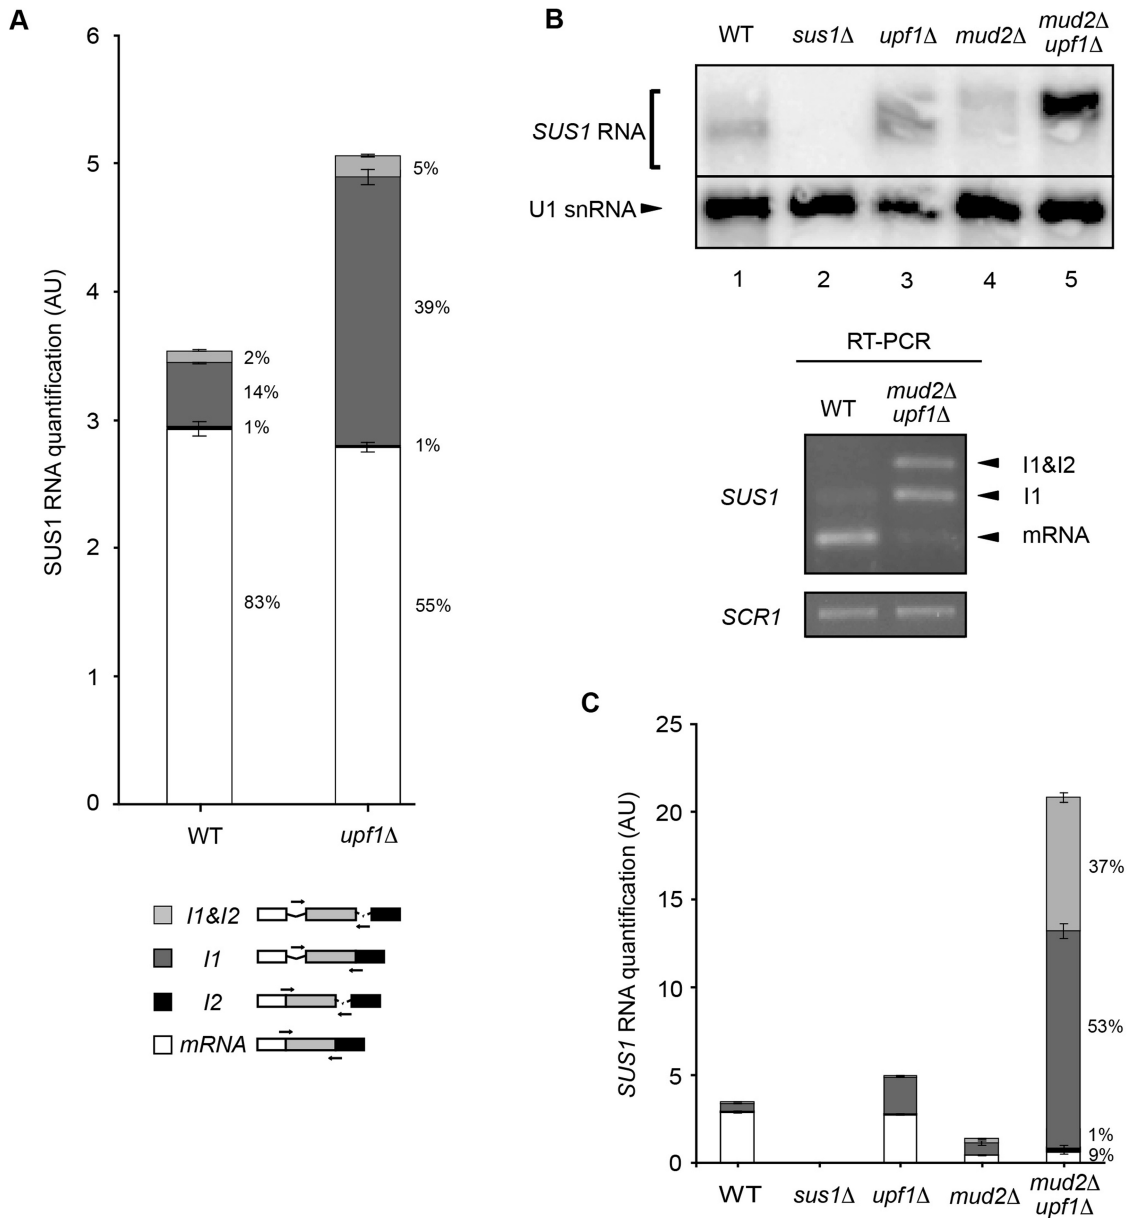 A
6
5
4
3
2
1
0
SUS1 RNA quantification (AU)
2%
14%
1%
83%
5%
39%
1%
55%
WT
upf1Δ
I1&I2
I1
I2
mRNA
B
WT
sus1Δ
upf1Δ
mud2Δ
mud2Δ
upf1Δ
SUS1 RNA
U1 snRNA
1 2 3 4 5
RT-PCR
WT
mud2Δ
upf1Δ
SUS1
I1&I2
I1
mRNA
SCR1
C
25
20
15
10
5
0
SUS1 RNA quantification (AU)
37%
53%
1%
9%
WT
sus1Δ
upf1Δ
mud2Δ
mud2Δ
upf1Δ